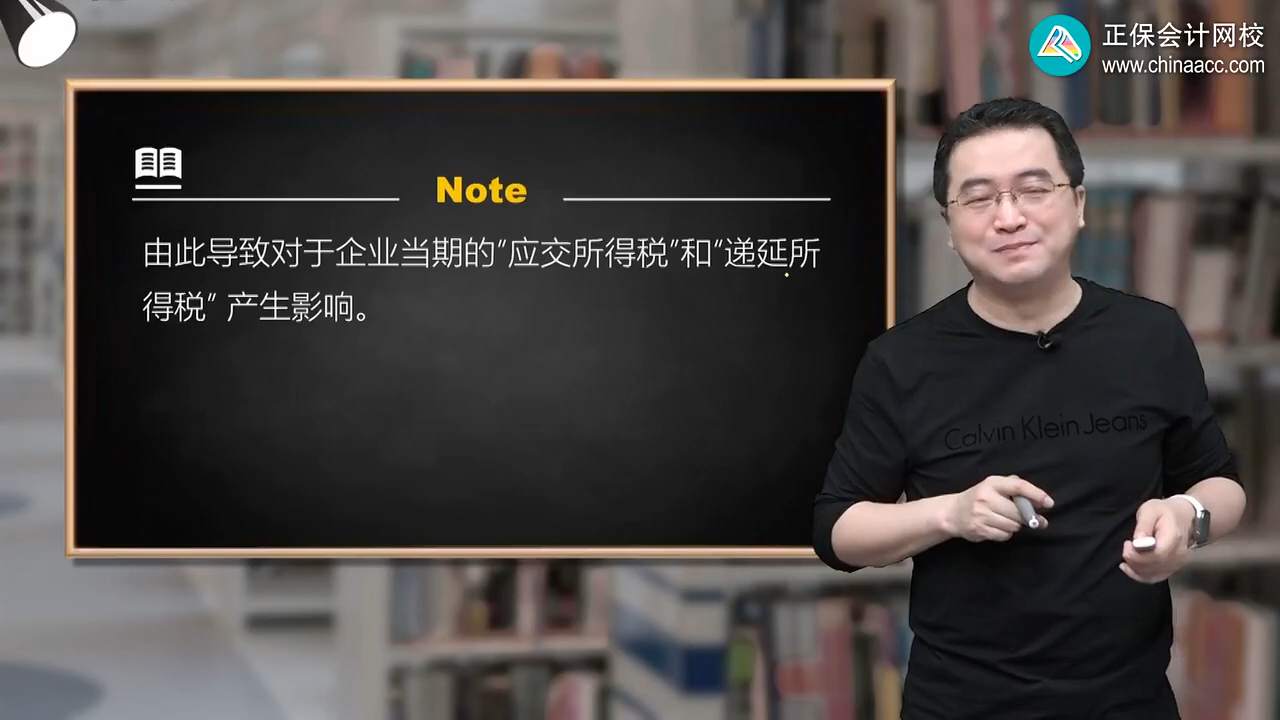 正保会计网校
www.chinaacc.com
Note
由此导致对于企业当期的“应交所得税”和“递延所
得税” 产生影响。
Calvin Klein Jeans